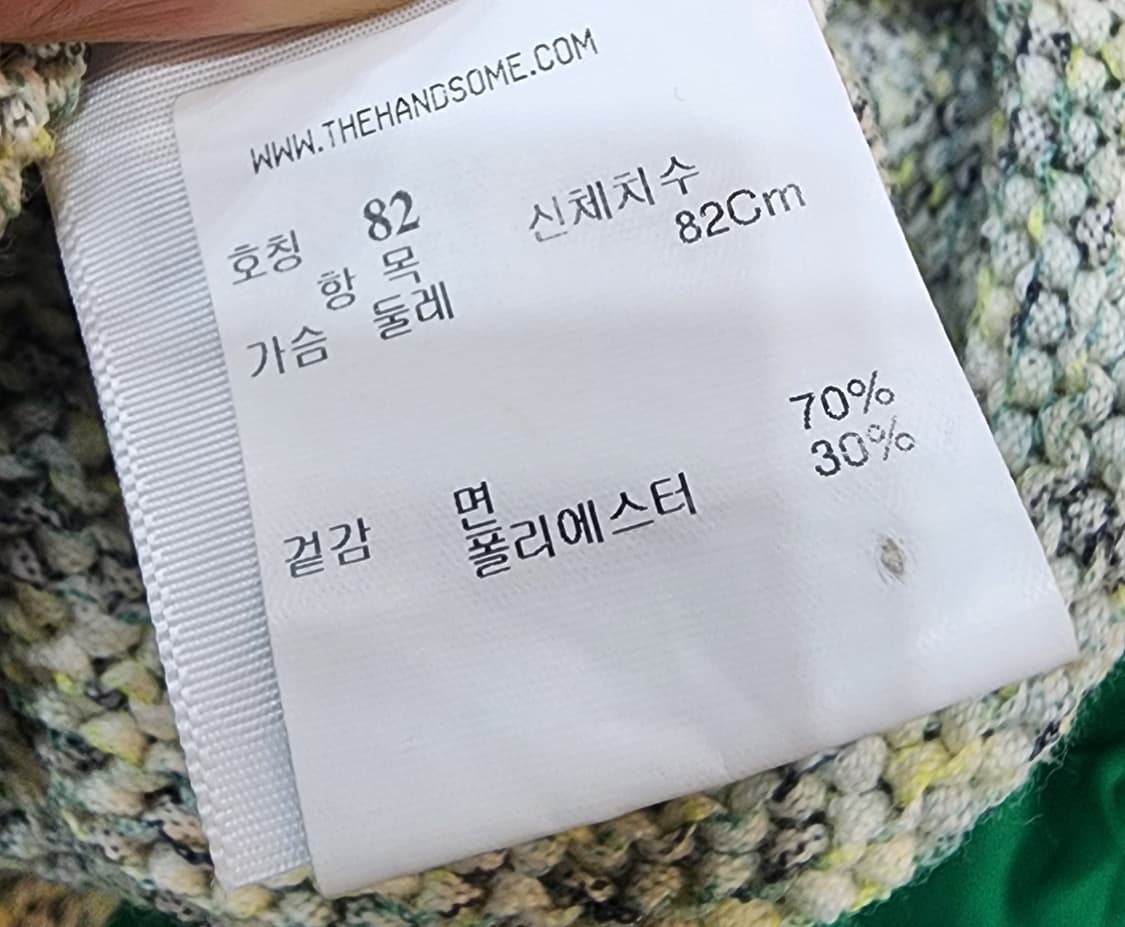 WWW.THEHANDSOME.COM
호칭 82
항 목 신체치수
가슴 둘레 82Cm
겉감 면 70%
폴리에스터 30%